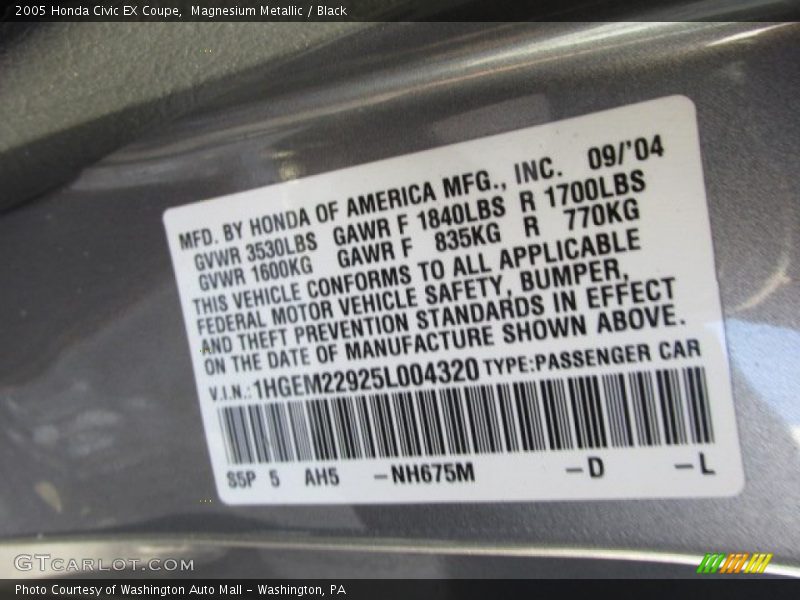 2005 Honda Civic EX Coupe,  Magnesium Metallic / Black
MFD. BY HONDA OF AMERICA MFG., INC. 09/'04
GVWR 3530LBS GAWR F 1840LBS R 1700LBS
GVWR 1600KG GAWR F 835KG R 770KG
THIS VEHICLE CONFORMS TO ALL APPLICABLE
FEDERAL MOTOR VEHICLE SAFETY, BUMPER,
AND THEFT PREVENTION STANDARDS IN EFFECT
ON THE DATE OF MANUFACTURE SHOWN ABOVE.
V.I.N.: 1HGEM22925L004320 TYPE:PASSENGER CAR
S5P 5 AH5 –NH675M –D –L
GTCARLOT.COM
Photo Courtesy of Washington Auto Mall – Washington, PA